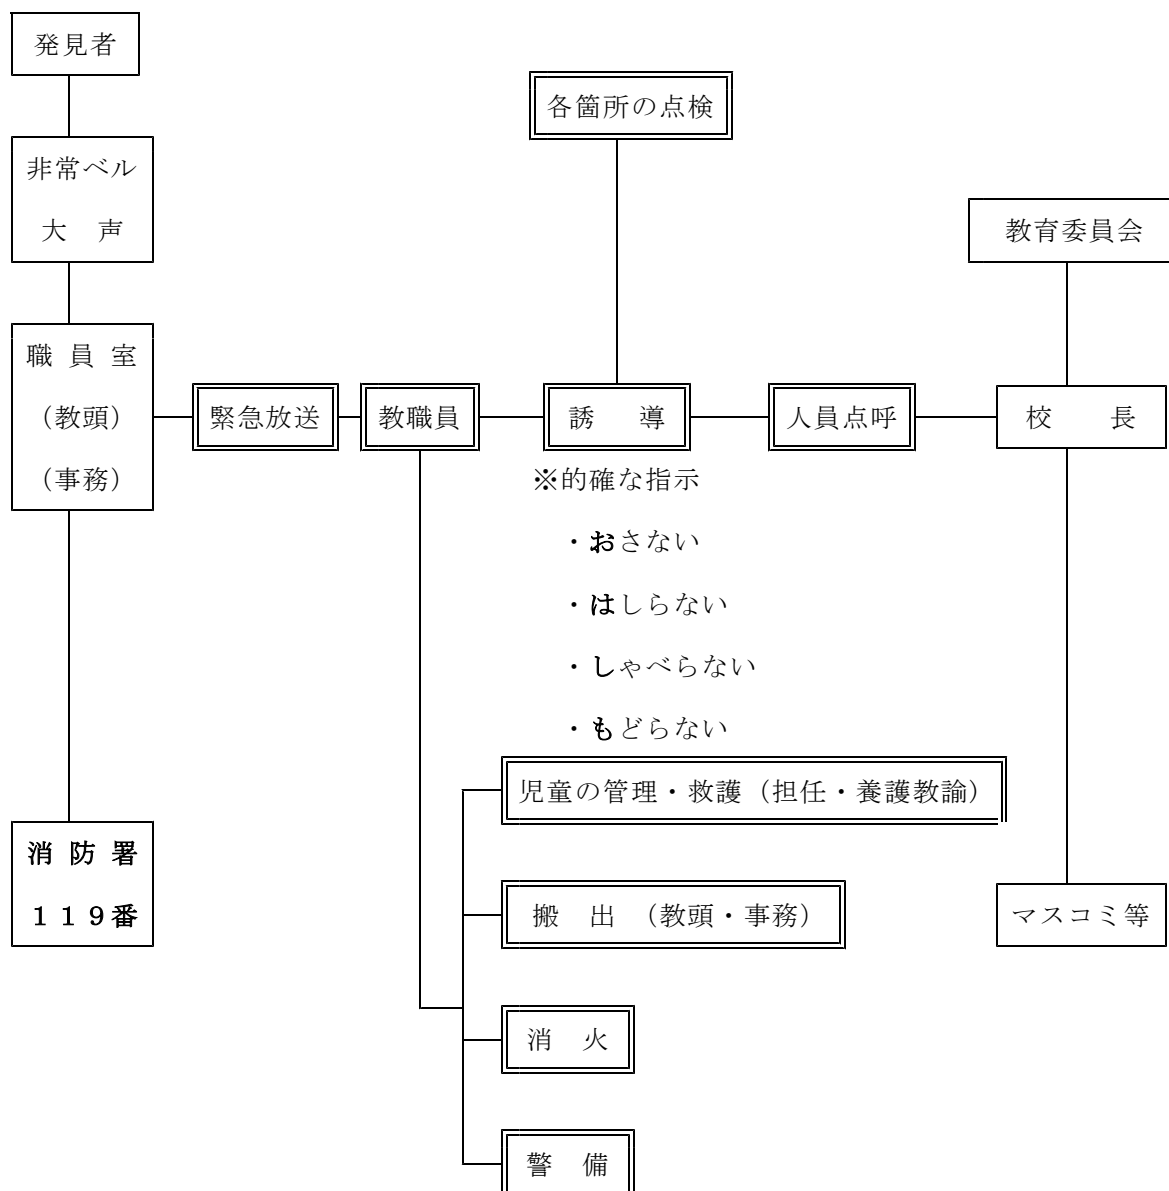 発見者
各箇所の点検
非常ベル
大　声
教育委員会
職 員 室
（教頭）
（事務）
緊急放送
教職員
誘　導
人員点呼
校　　長
※的確な指示
・おさない
・はしらない
・しゃべらない
・もどらない
児童の管理・救護（担任・養護教諭）
消 防 署
１１９番
搬　出　（教頭・事務）
マスコミ等
消　火
警　備